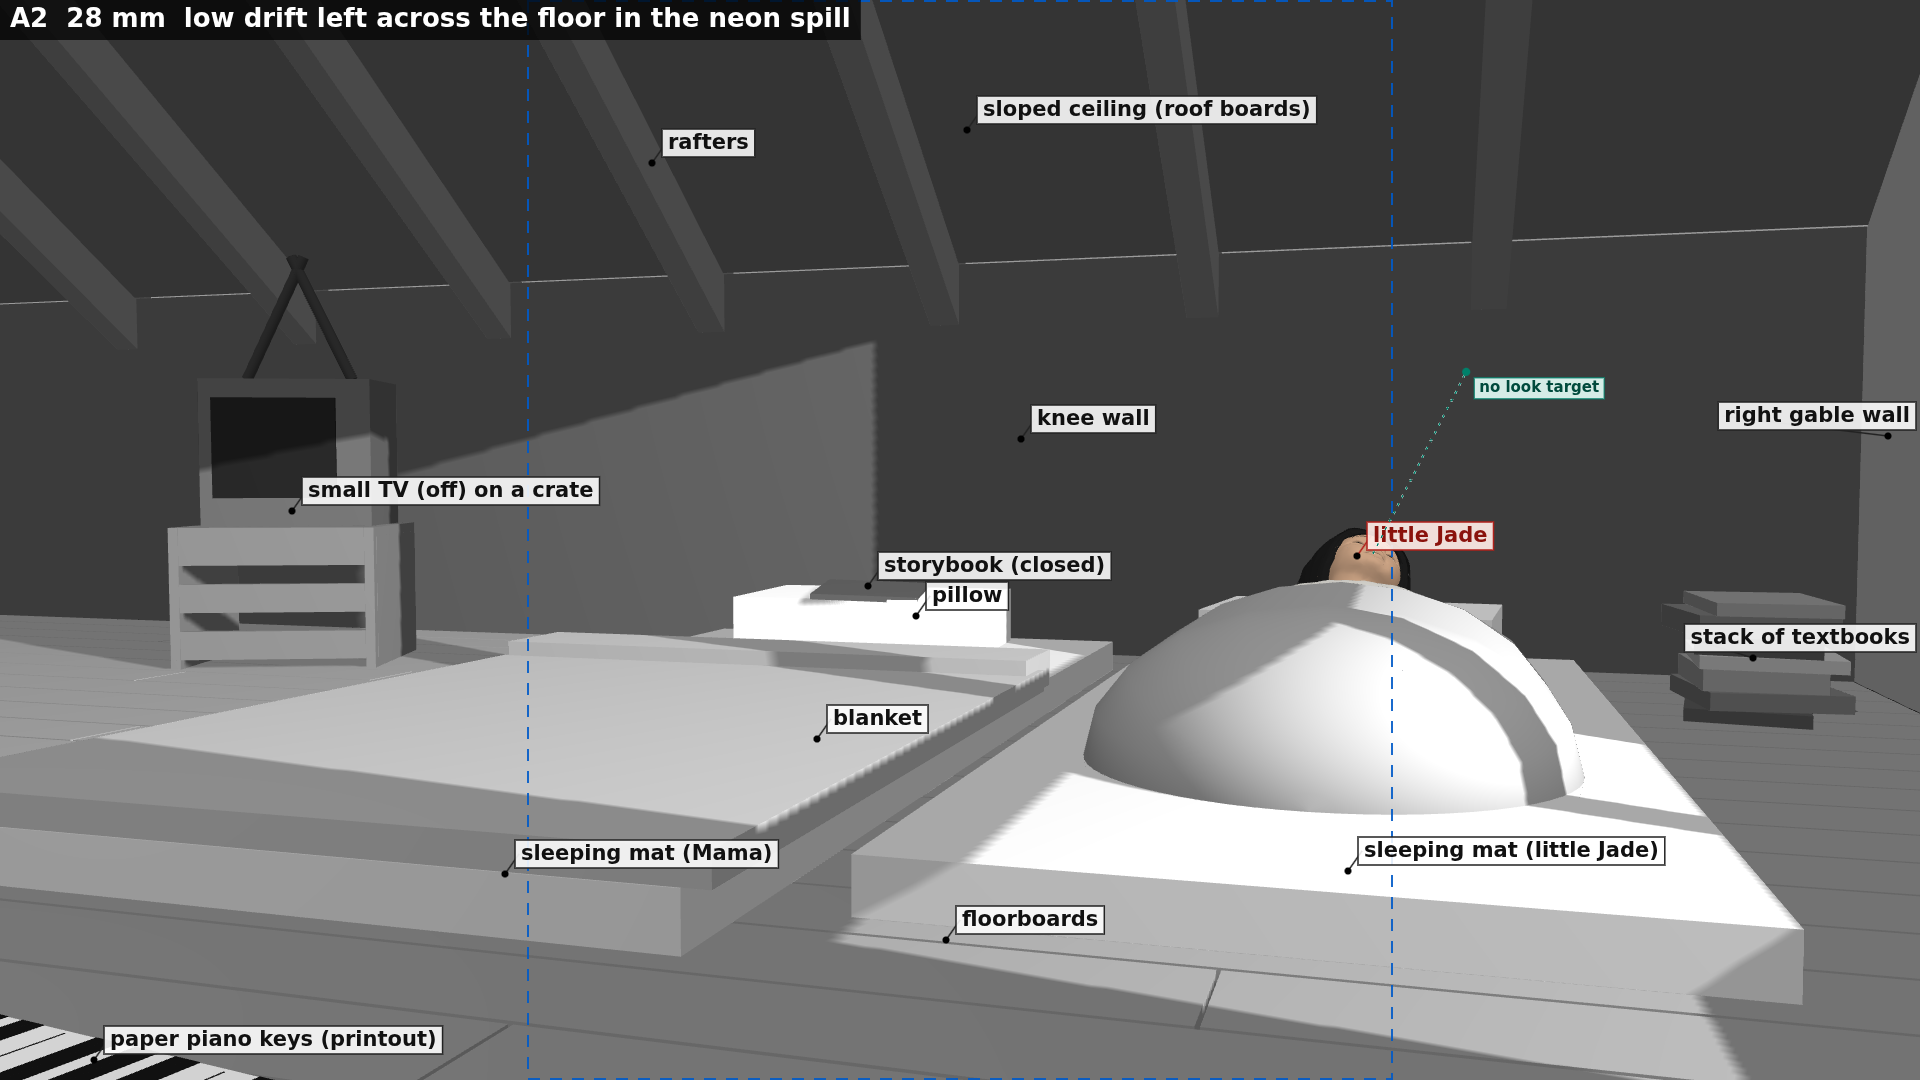 A2  28 mm  low drift left across the floor in the neon spill
sloped ceiling (roof boards)
rafters
no look target
knee wall
right gable wall
small TV (off) on a crate
little Jade
storybook (closed)
pillow
stack of textbooks
blanket
sleeping mat (Mama)
sleeping mat (little Jade)
floorboards
paper piano keys (printout)